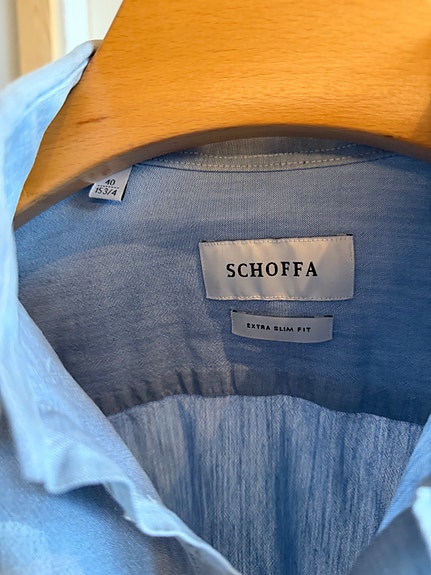 40
15 3/4
SCHOFFA
EXTRA SLIM FIT